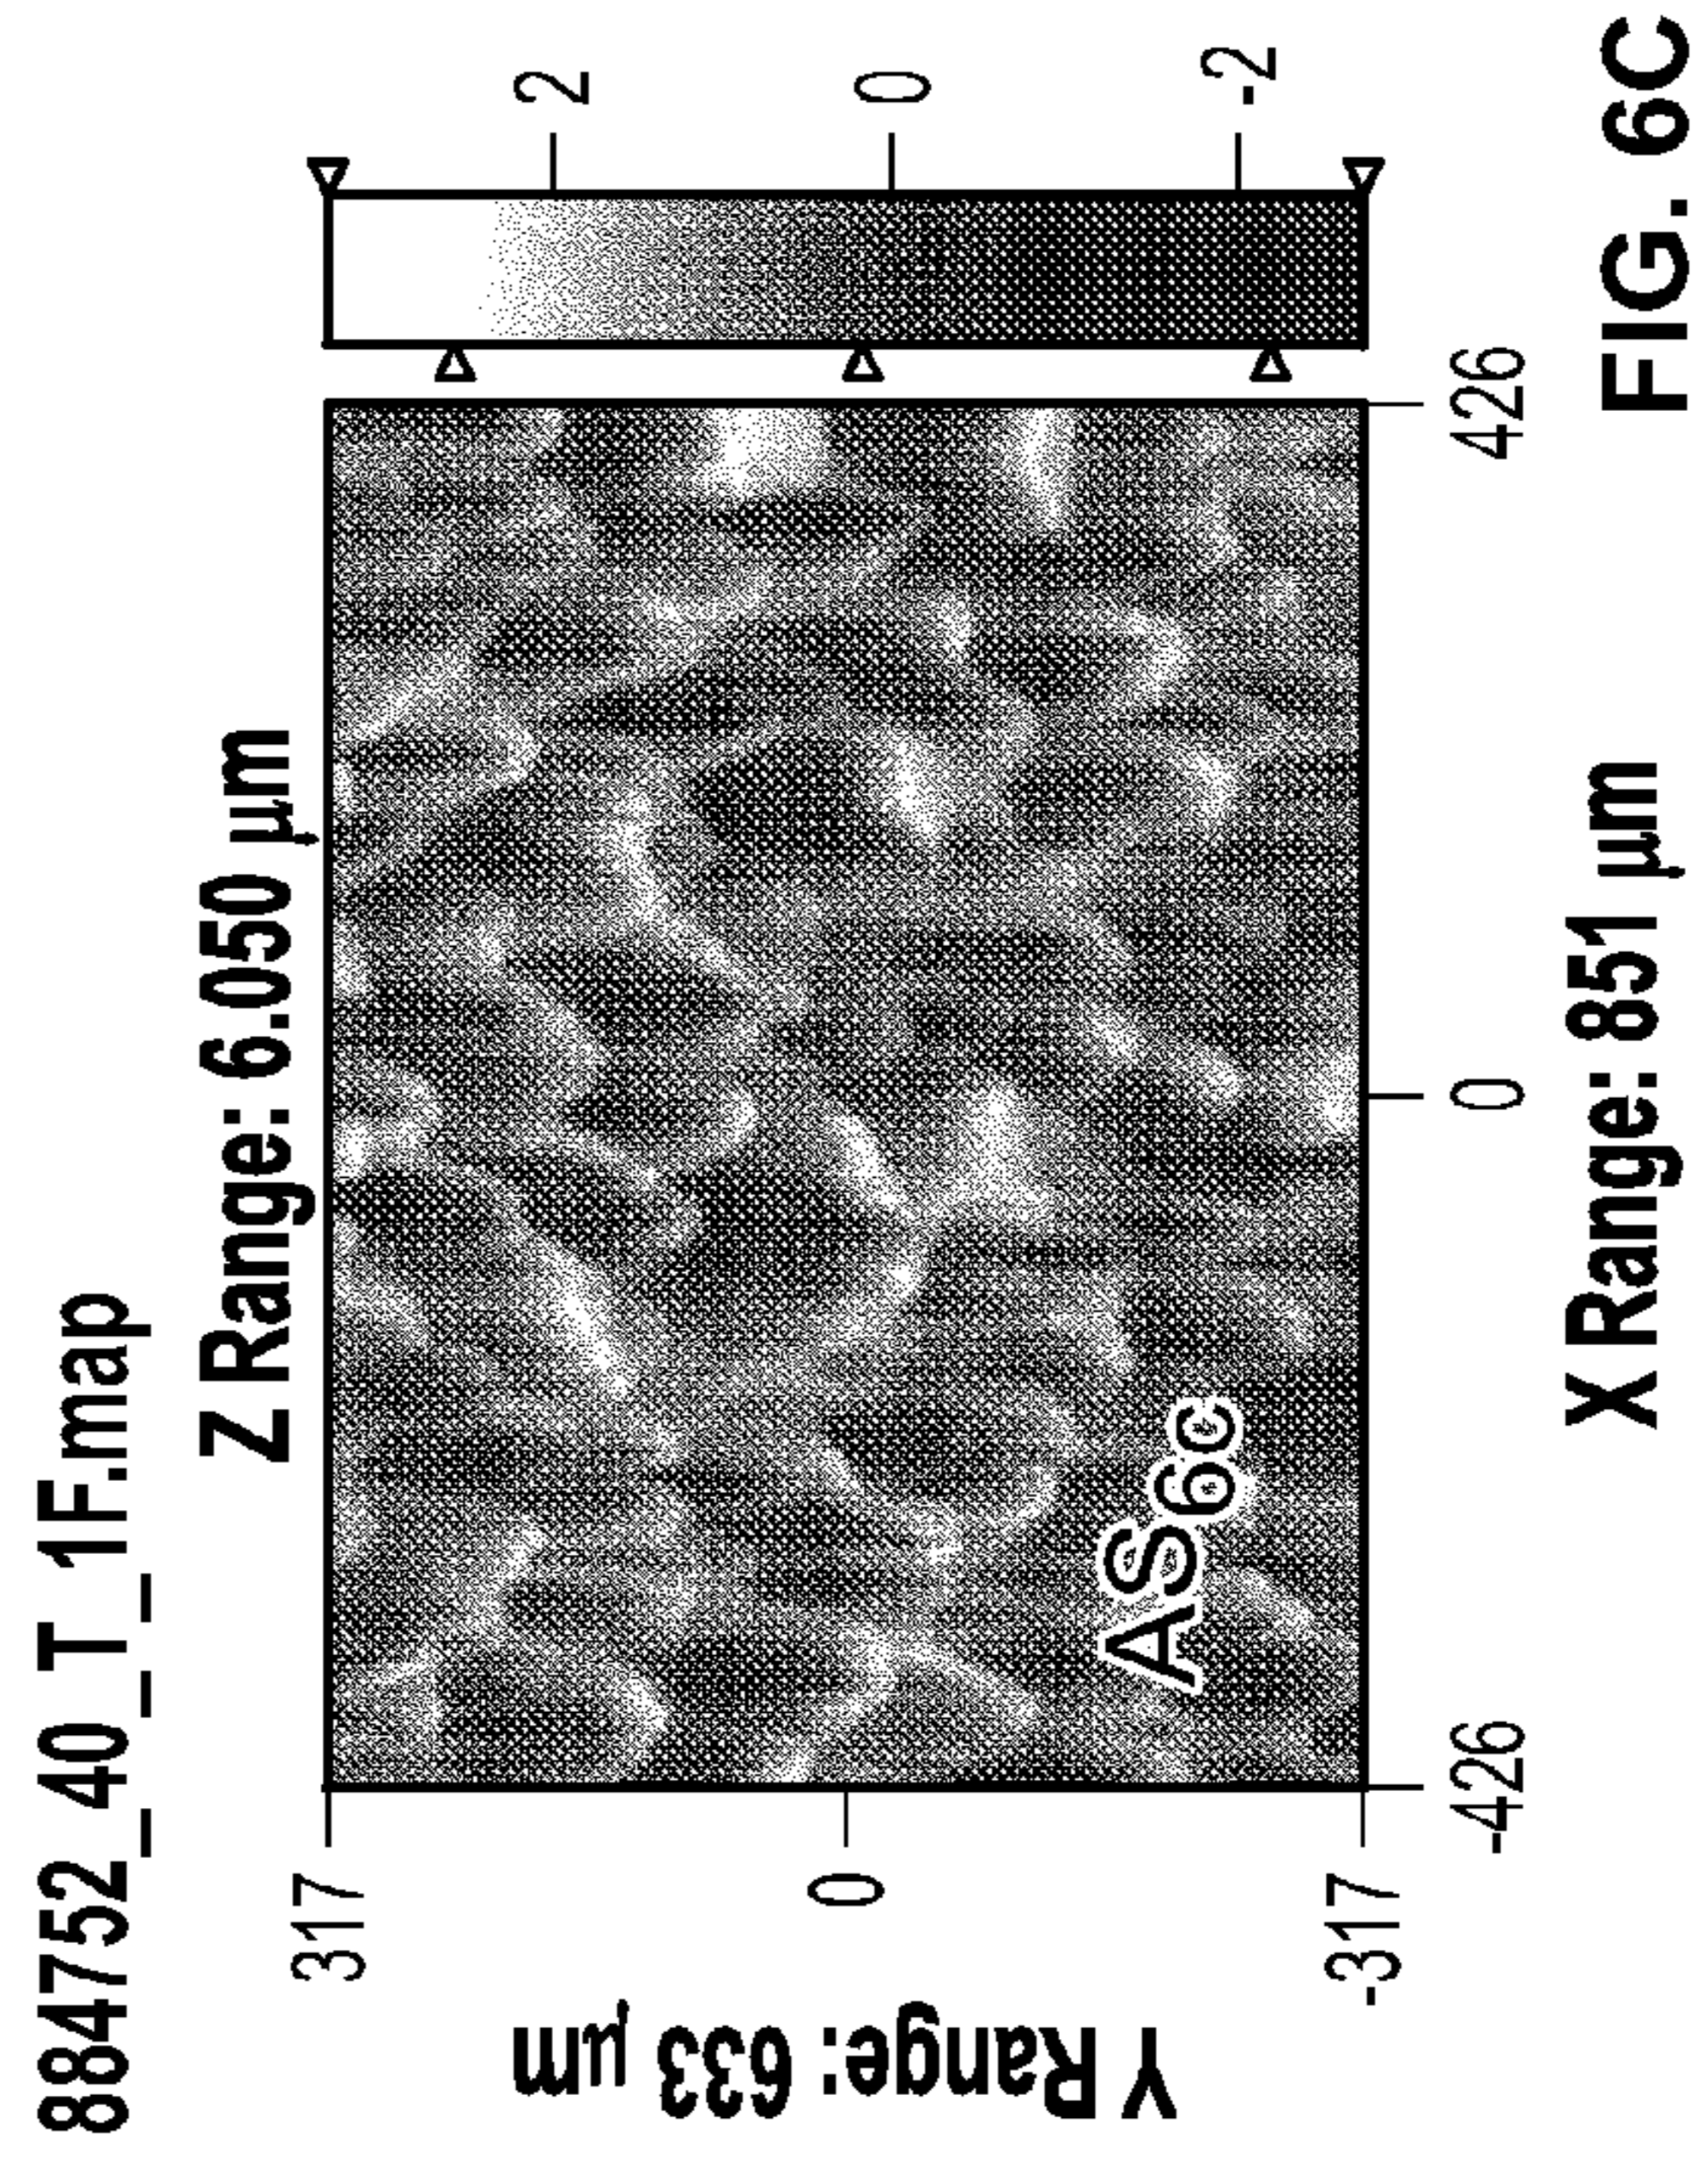 884752_40_T_1F.map
Z Range: 6.050 µm
2
0
-2
317
0
-317
Y Range: 633 µm
AS6c
-426
0
426
X Range: 851 µm
FIG. 6C